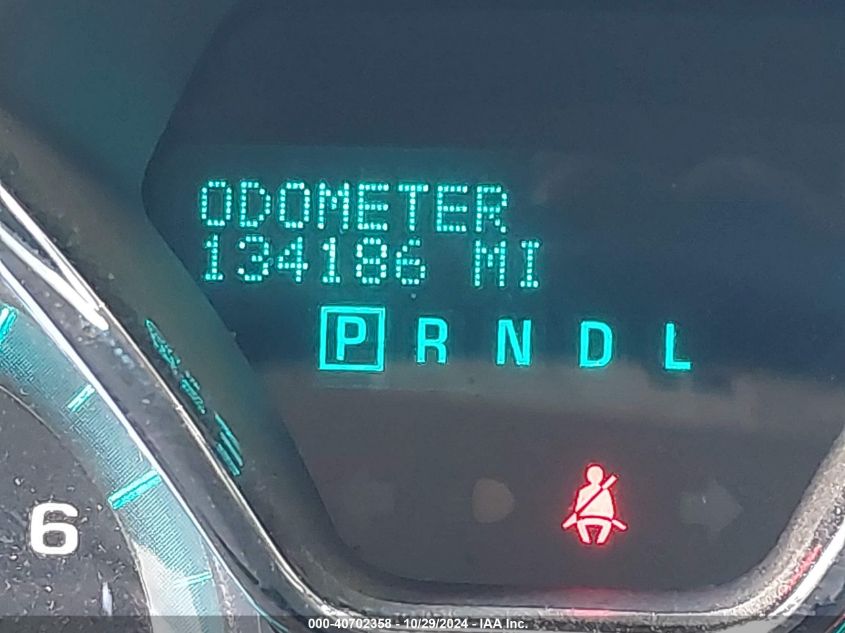 ODOMETER
134186 MI
P R N D L
6
000-40702358 - 10/29/2024 - IAA Inc.